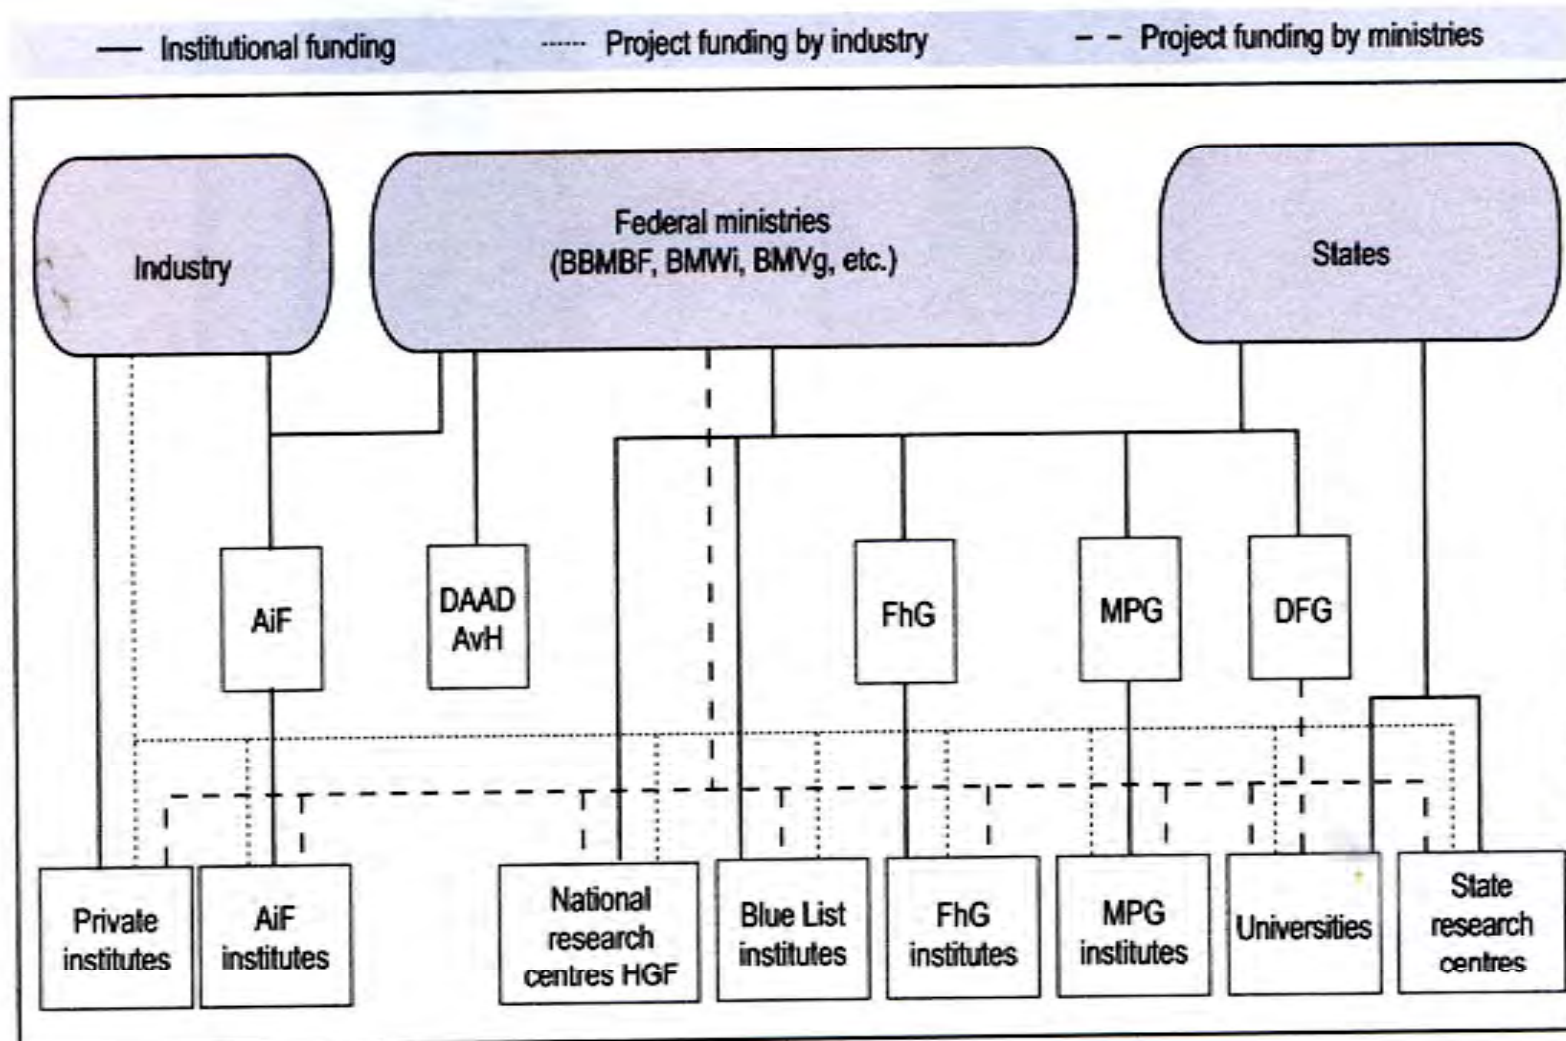 Institutional funding
Project funding by industry
Project funding by ministries
Industry
Federal ministries
(BBMBF, BMWi, BMVg, etc.)
States
AiF
DAAD
AvH
FhG
MPG
DFG
Private
institutes
AiF
institutes
National
research
centres HGF
Blue List
institutes
FhG
institutes
MPG
institutes
Universities
State
research
centres